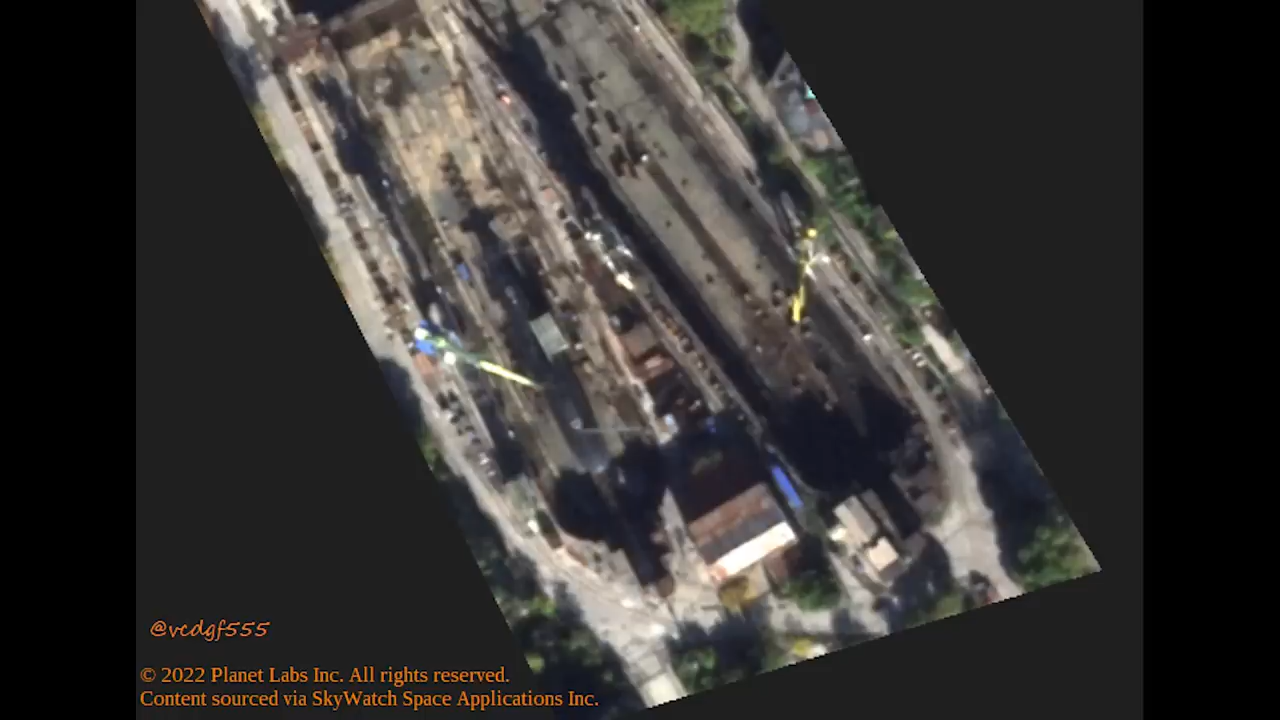 @vcdgf555
© 2022 Planet Labs Inc. All rights reserved.
Content sourced via SkyWatch Space Applications Inc.